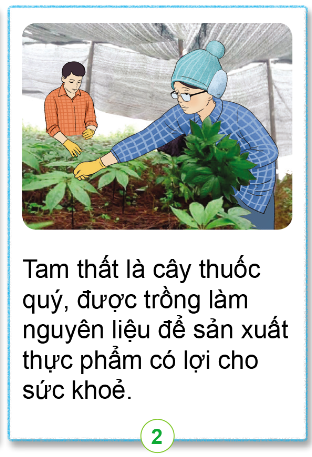 Tam thất là cây thuốc
quý, được trồng làm
nguyên liệu để sản xuất
thực phẩm có lợi cho
sức khoẻ.
2